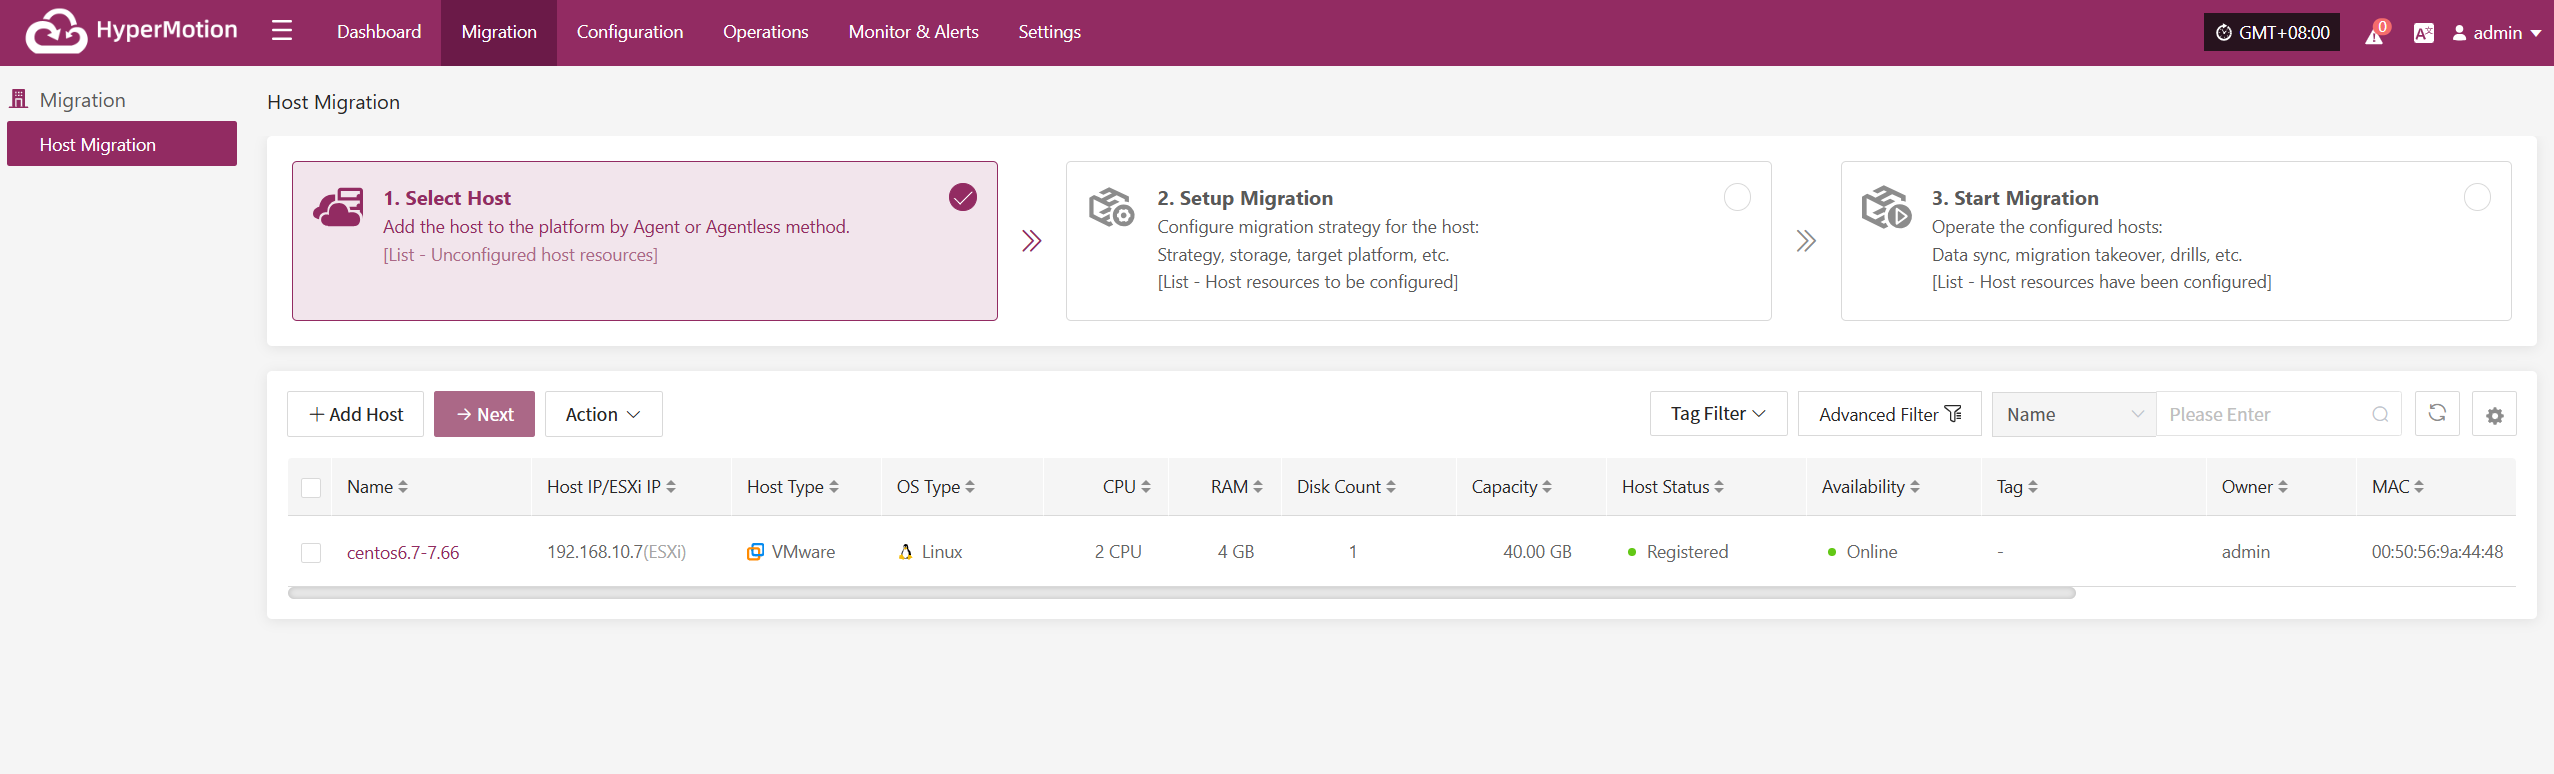 HyperMotion
Dashboard Migration Configuration Operations Monitor & Alerts Settings
GMT+08:00 0 A文 admin
Migration
Host Migration
Host Migration
1. Select Host
Add the host to the platform by Agent or Agentless method.
[List - Unconfigured host resources]
2. Setup Migration
Configure migration strategy for the host:
Strategy, storage, target platform, etc.
[List - Host resources to be configured]
3. Start Migration
Operate the configured hosts:
Data sync, migration takeover, drills, etc.
[List - Host resources have been configured]
Add Host Next Action Tag Filter Advanced Filter Name Please Enter
Name Host IP/ESXi IP Host Type OS Type CPU RAM Disk Count Capacity Host Status Availability Tag Owner MAC
centos6.7-7.66 192.168.10.7(ESXi) VMware Linux 2 CPU 4 GB 1 40.00 GB Registered Online - admin 00:50:56:9a:44:48